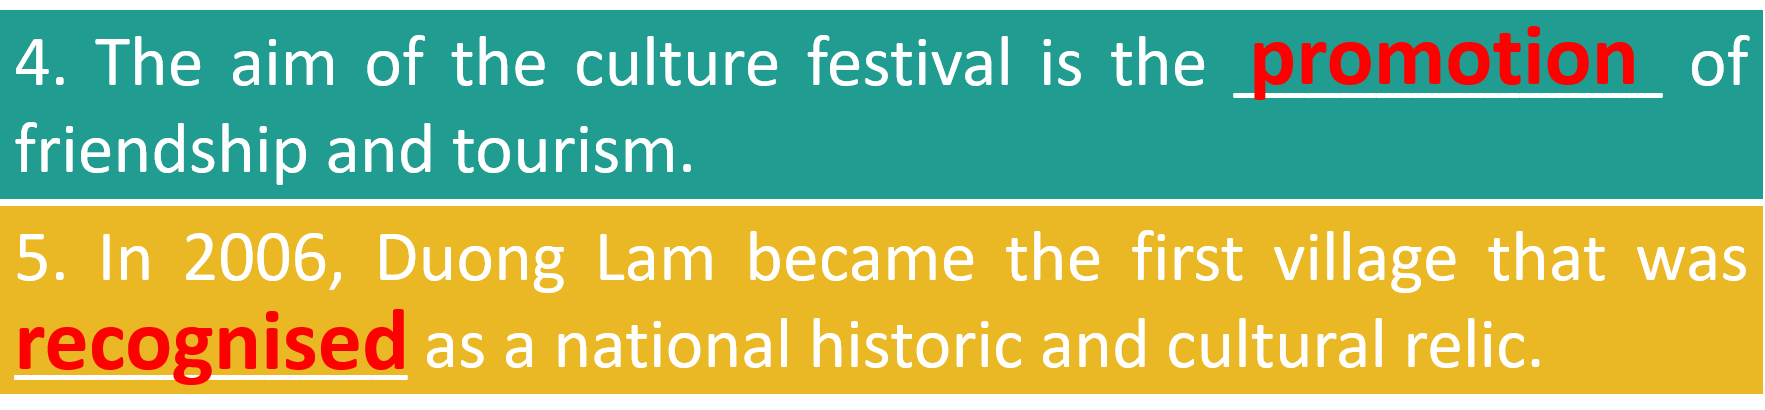 4. The aim of the culture festival is the promotion of
friendship and tourism.
5. In 2006, Duong Lam became the first village that was
recognised as a national historic and cultural relic.